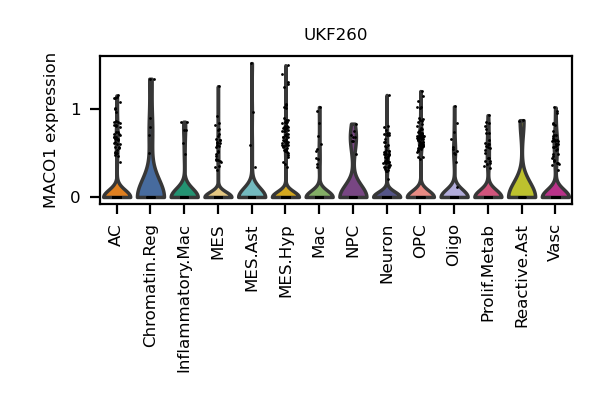 UKF260
MACO1 expression
1
0
AC
Chromatin.Reg
Inflammatory.Mac
MES
MES.Ast
MES.Hyp
Mac
NPC
Neuron
OPC
Oligo
Prolif.Metab
Reactive.Ast
Vasc